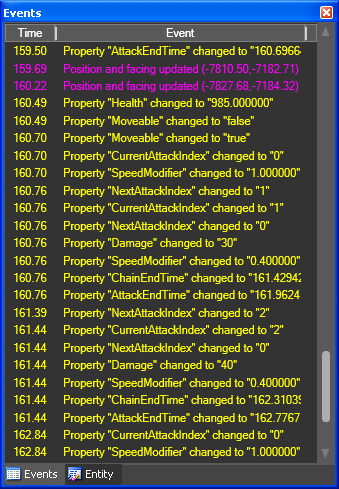 Events
Time Event
159.50 Property "AttackEndTime" changed to "160.6966
159.69 Position and facing updated (-7810.50,-7182.71)
160.22 Position and facing updated (-7827.68,-7184.32)
160.49 Property "Health" changed to "985.000000"
160.49 Property "Moveable" changed to "false"
160.70 Property "Moveable" changed to "true"
160.70 Property "CurrentAttackIndex" changed to "0"
160.70 Property "SpeedModifier" changed to "1.000000"
160.76 Property "NextAttackIndex" changed to "1"
160.76 Property "CurrentAttackIndex" changed to "1"
160.76 Property "NextAttackIndex" changed to "0"
160.76 Property "Damage" changed to "30"
160.76 Property "SpeedModifier" changed to "0.400000"
160.76 Property "ChainEndTime" changed to "161.42942
160.76 Property "AttackEndTime" changed to "161.9624
161.39 Property "NextAttackIndex" changed to "2"
161.44 Property "CurrentAttackIndex" changed to "2"
161.44 Property "NextAttackIndex" changed to "0"
161.44 Property "Damage" changed to "40"
161.44 Property "SpeedModifier" changed to "0.400000"
161.44 Property "ChainEndTime" changed to "162.31039
161.44 Property "AttackEndTime" changed to "162.7767
162.84 Property "CurrentAttackIndex" changed to "0"
162.84 Property "SpeedModifier" changed to "1.000000"
Events Entity